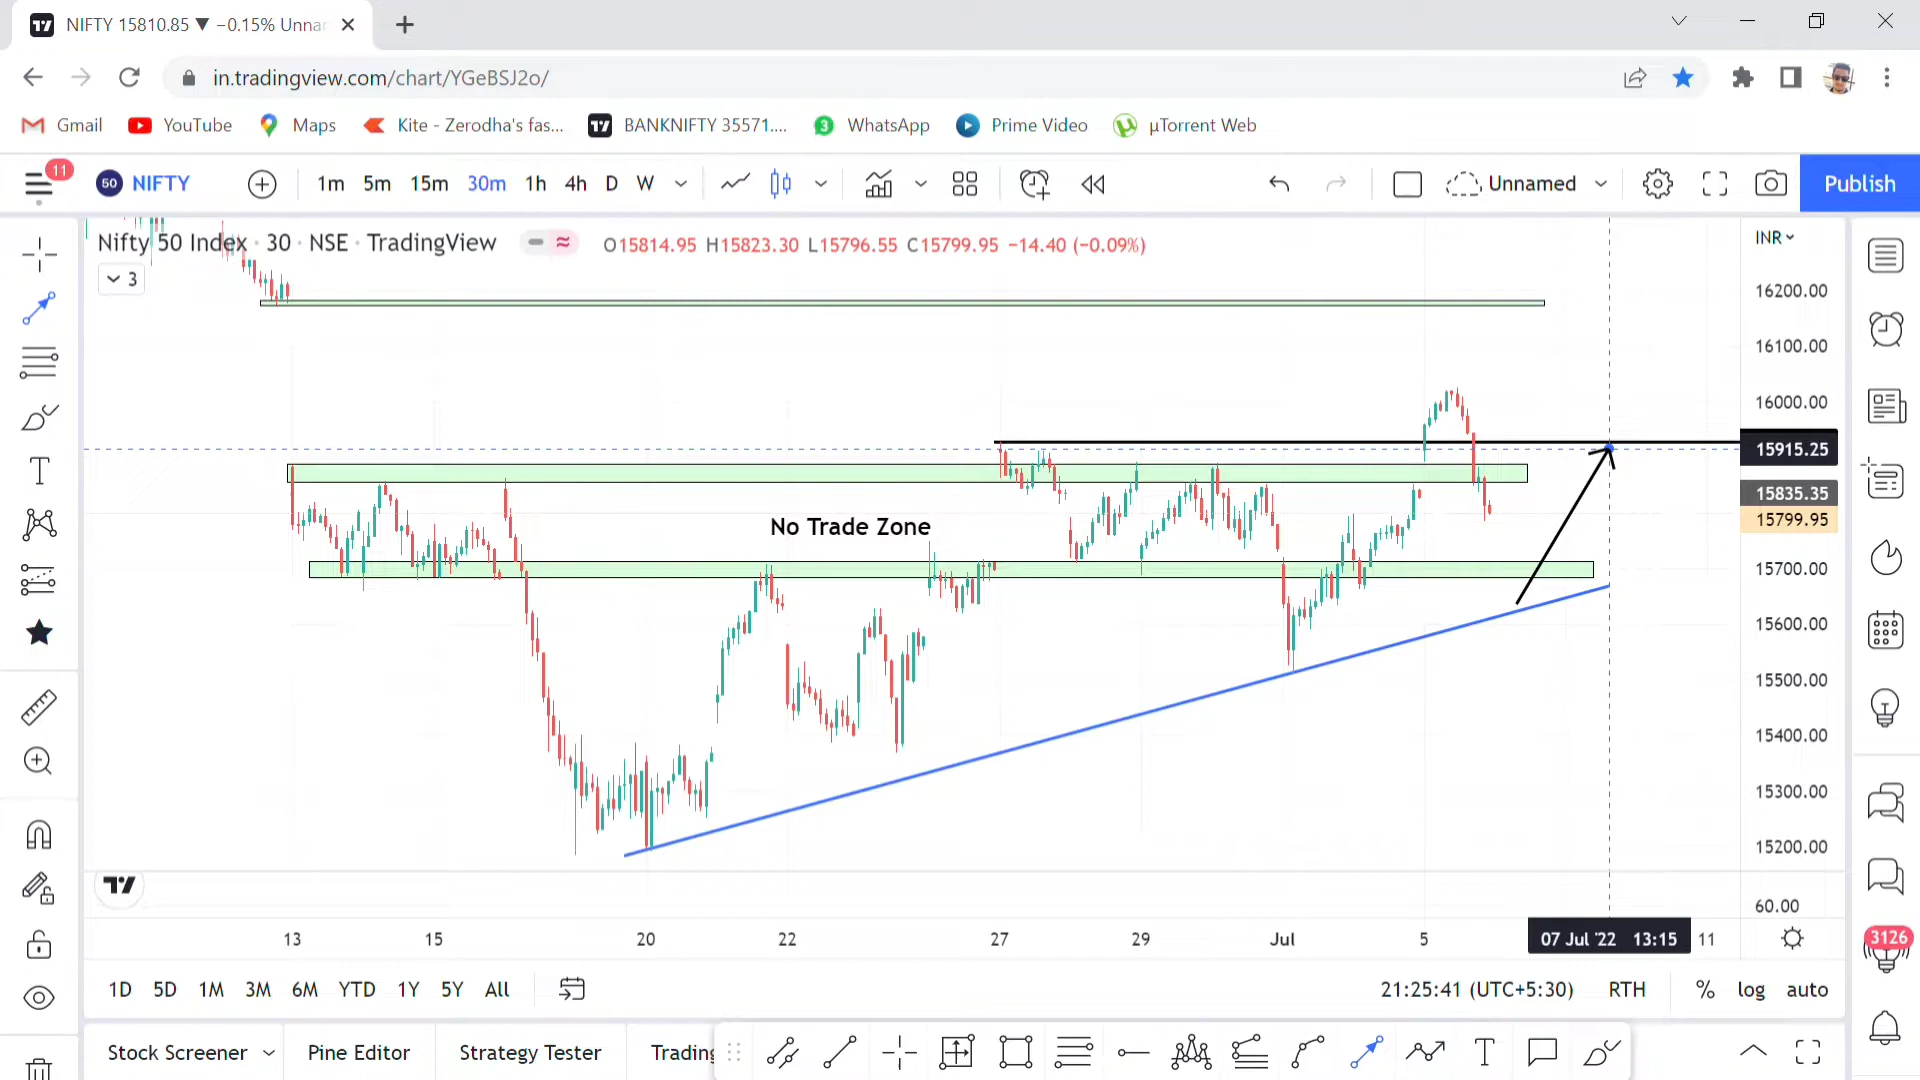 NIFTY 15810.85 ▼ −0.15% Unnar
in.tradingview.com/chart/YGeBSJ2o/
Gmail YouTube Maps Kite - Zerodha's fas... BANKNIFTY 35571.... 3 WhatsApp Prime Video µTorrent Web
11 50 NIFTY 1m 5m 15m 30m 1h 4h D W Unnamed Publish
Nifty 50 Index · 30 · NSE · TradingView O15814.95 H15823.30 L15796.55 C15799.95 −14.40 (−0.09%) INR
3
16200.00
16100.00
16000.00
15915.25
15835.35
15799.95
No Trade Zone
15700.00
15600.00
15500.00
15400.00
15300.00
15200.00
60.00
13 15 20 22 27 29 Jul 5 07 Jul '22 13:15 11
3126
1D 5D 1M 3M 6M YTD 1Y 5Y All 21:25:41 (UTC+5:30) RTH % log auto
Stock Screener Pine Editor Strategy Tester Trading